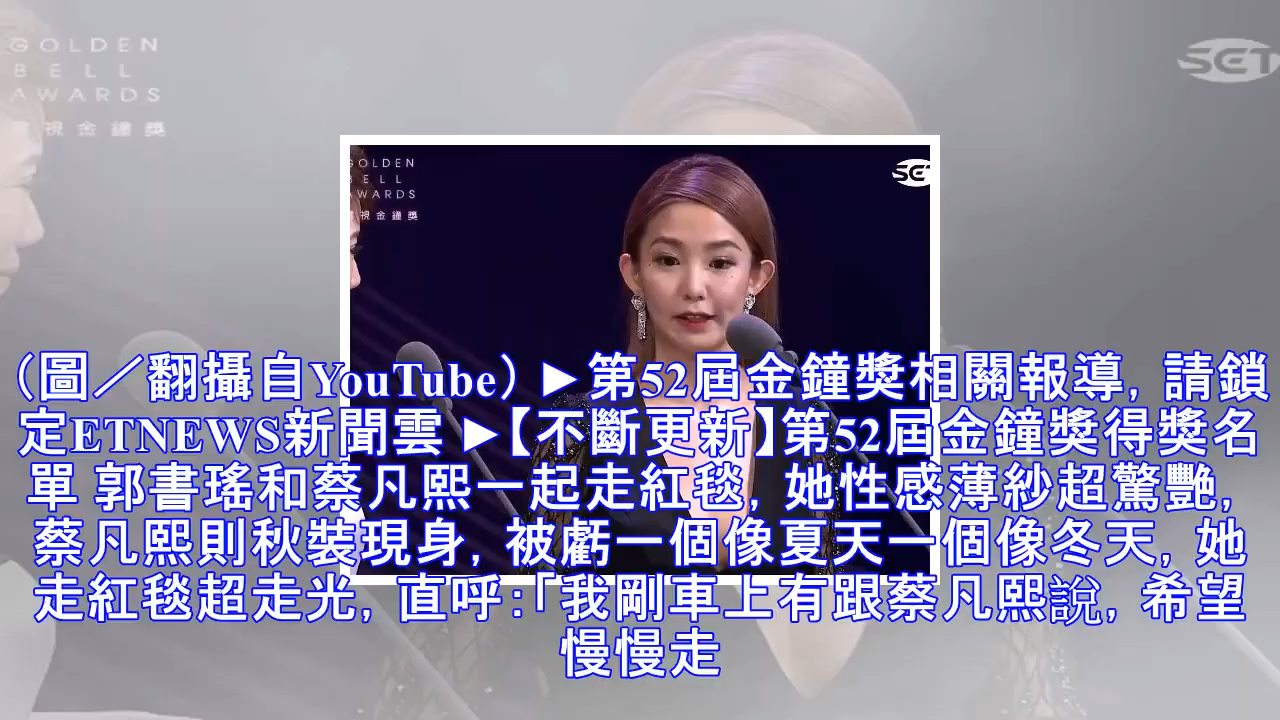 GOLDEN
BELL
AWARDS
視金鐘獎
SET
GOLDEN
BELL
AWARDS
視金鐘獎
SET
（圖／翻攝自YouTube）►第52屆金鐘獎相關報導, 請鎖
定ETNEWS新聞雲 ►【不斷更新】第52屆金鐘獎得獎名
單 郭書瑤和蔡凡熙一起走紅毯, 她性感薄紗超驚艷,
蔡凡熙則秋裝現身, 被虧一個像夏天一個像冬天, 她
走紅毯超走光, 直呼:「我剛車上有跟蔡凡熙說, 希望
慢慢走